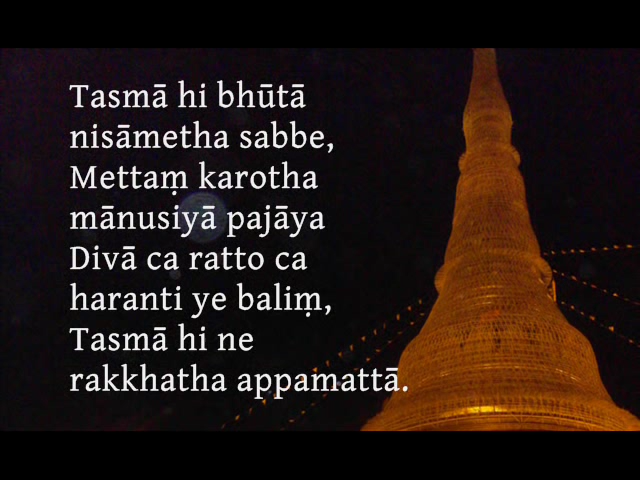 Tasmā hi bhūtā
nisāmetha sabbe,
Mettaṃ karotha
mānusiyā pajāya
Divā ca ratto ca
haranti ye baliṃ,
Tasmā hi ne
rakkhatha appamattā.